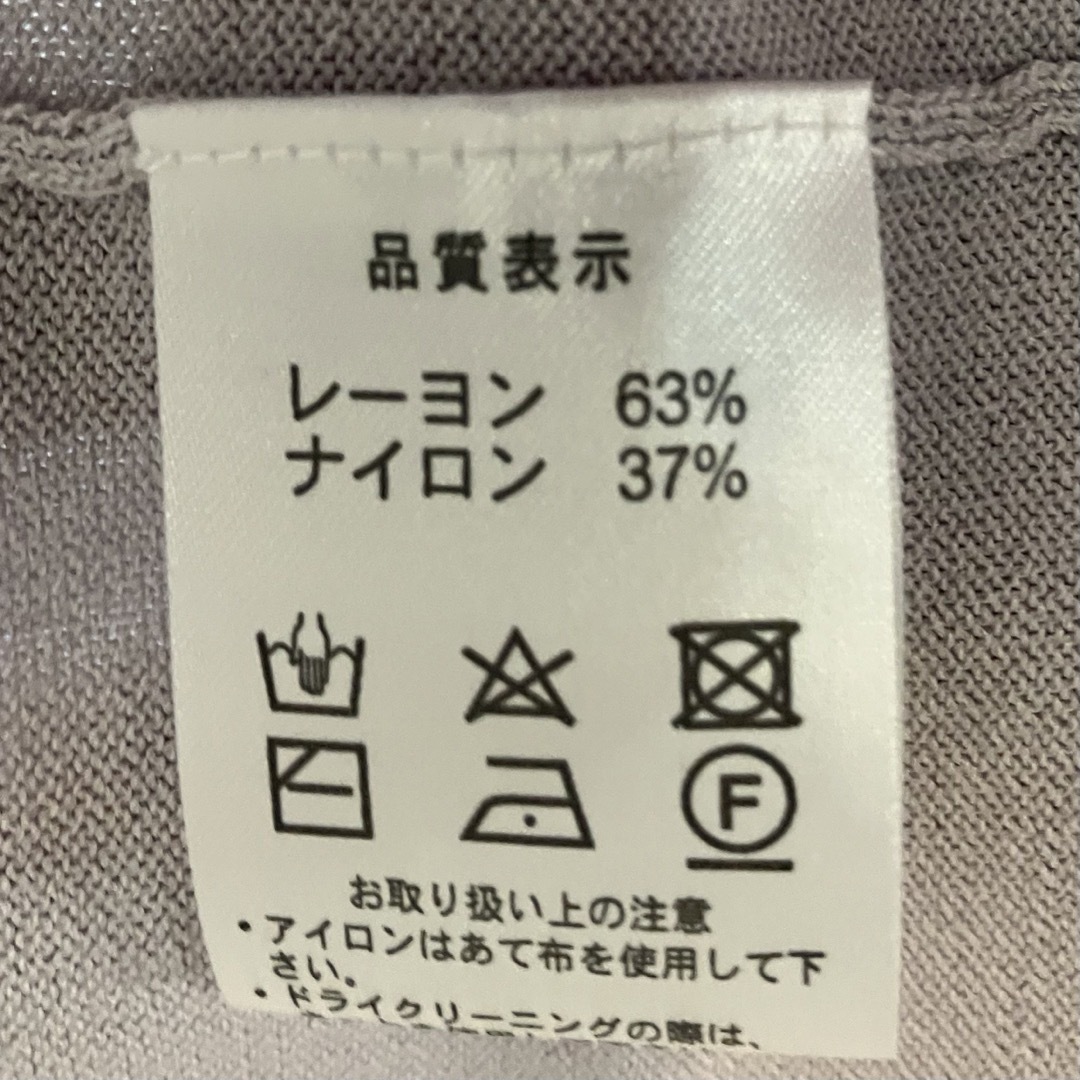 品質表示
レーヨン 63%
ナイロン 37%
F
お取り扱い上の注意
・アイロンはあて布を使用して下
さい。
・ドライクリーニングの際は、